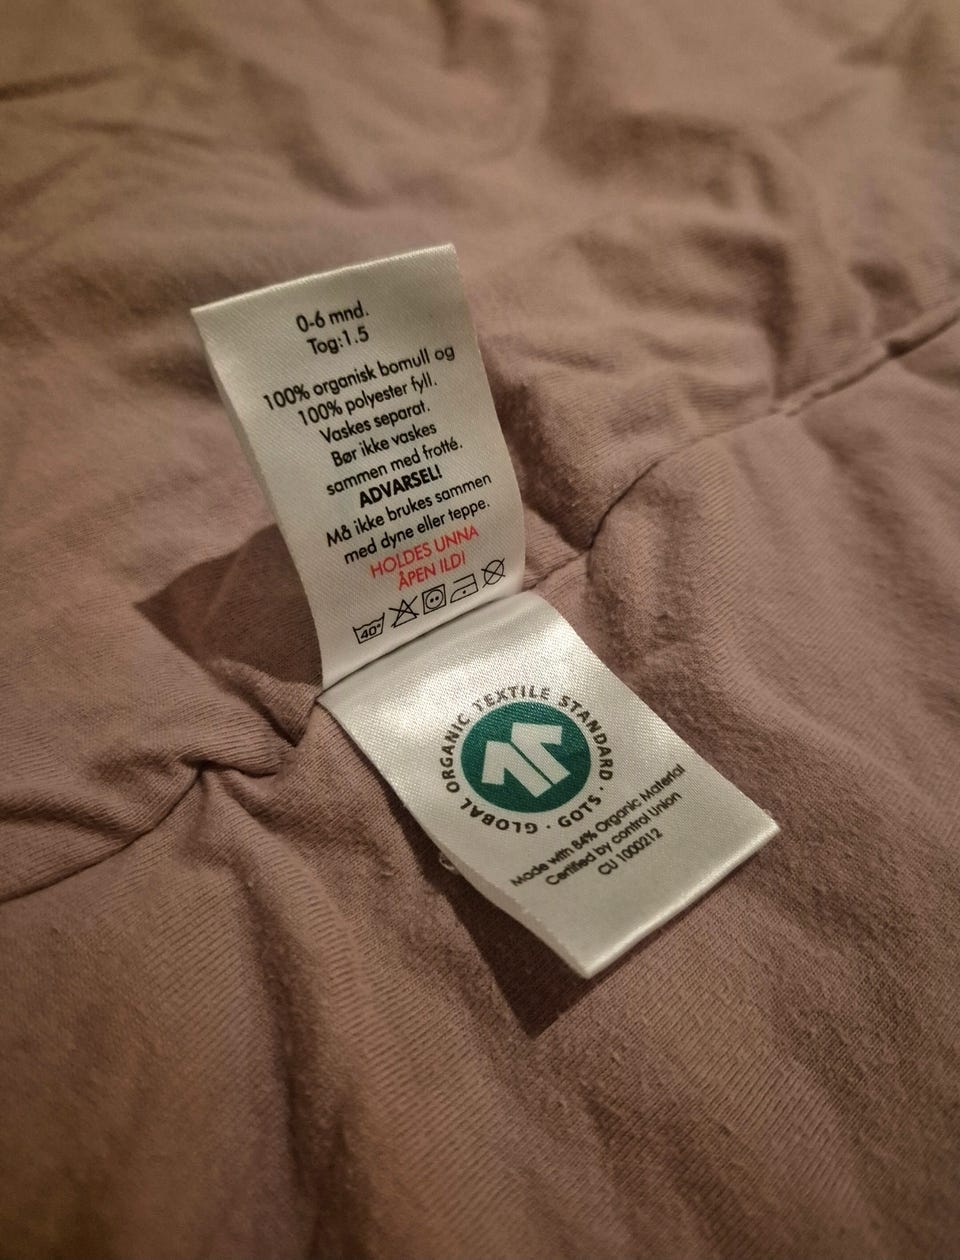 0-6 mnd.
Tog:1.5
100% organisk bomull og
100% polyester fyll.
Vaskes separat.
Bør ikke vaskes
sammen med frotté.
ADVARSEL!
Må ikke brukes sammen
med dyne eller teppe.
HOLDES UNNA
ÅPEN ILD!
40°
GLOBAL ORGANIC TEXTILE STANDARD · GOTS ·
Made with 84% Organic Material
Certified by control Union
CU 1000212